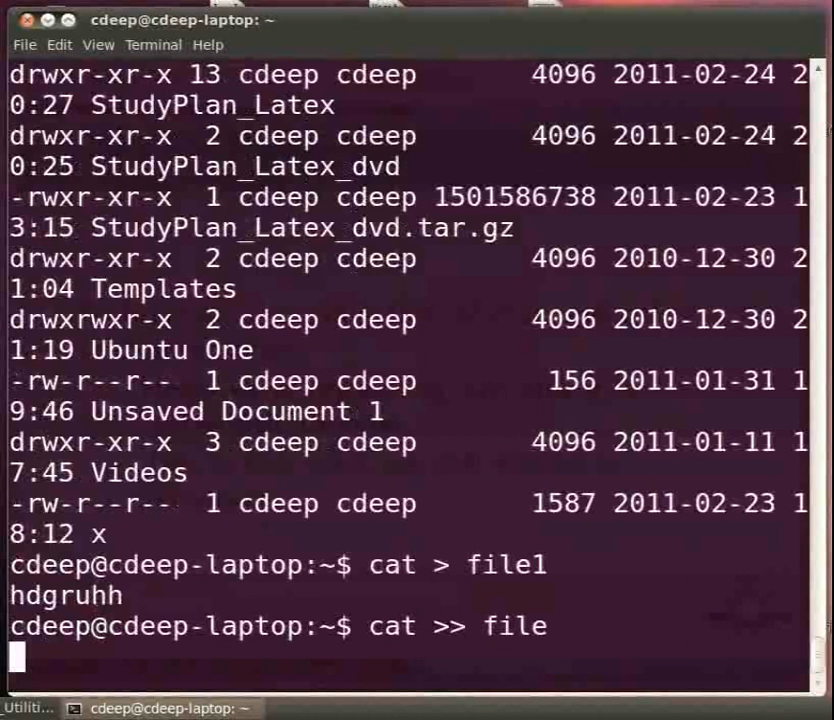 cdeep@cdeep-laptop: ~
File Edit View Terminal Help
drwxr-xr-x 13 cdeep cdeep 4096 2011-02-24 2
0:27 StudyPlan_Latex
drwxr-xr-x 2 cdeep cdeep 4096 2011-02-24 2
0:25 StudyPlan_Latex_dvd
-rwxr-xr-x 1 cdeep cdeep 1501586738 2011-02-23 1
3:15 StudyPlan_Latex_dvd.tar.gz
drwxr-xr-x 2 cdeep cdeep 4096 2010-12-30 2
1:04 Templates
drwxrwxr-x 2 cdeep cdeep 4096 2010-12-30 2
1:19 Ubuntu One
-rw-r--r-- 1 cdeep cdeep 156 2011-01-31 1
9:46 Unsaved Document 1
drwxr-xr-x 3 cdeep cdeep 4096 2011-01-11 1
7:45 Videos
-rw-r--r-- 1 cdeep cdeep 1587 2011-02-23 1
8:12 x
cdeep@cdeep-laptop:~$ cat > file1
hdgruhh
cdeep@cdeep-laptop:~$ cat >> file
_Utiliti... cdeep@cdeep-laptop: ~